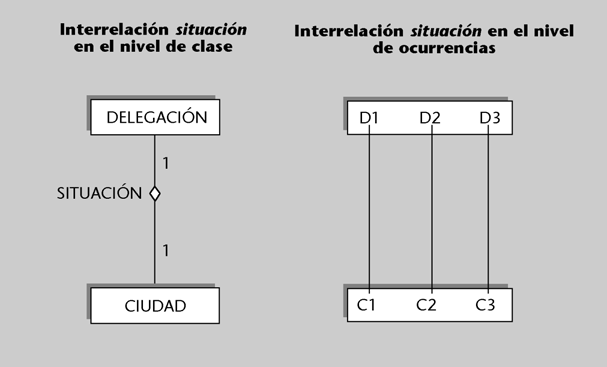 Interrelación situación
en el nivel de clase
Interrelación situación en el nivel
de ocurrencias
DELEGACIÓN
1
SITUACIÓN
1
CIUDAD
D1 D2 D3
C1 C2 C3